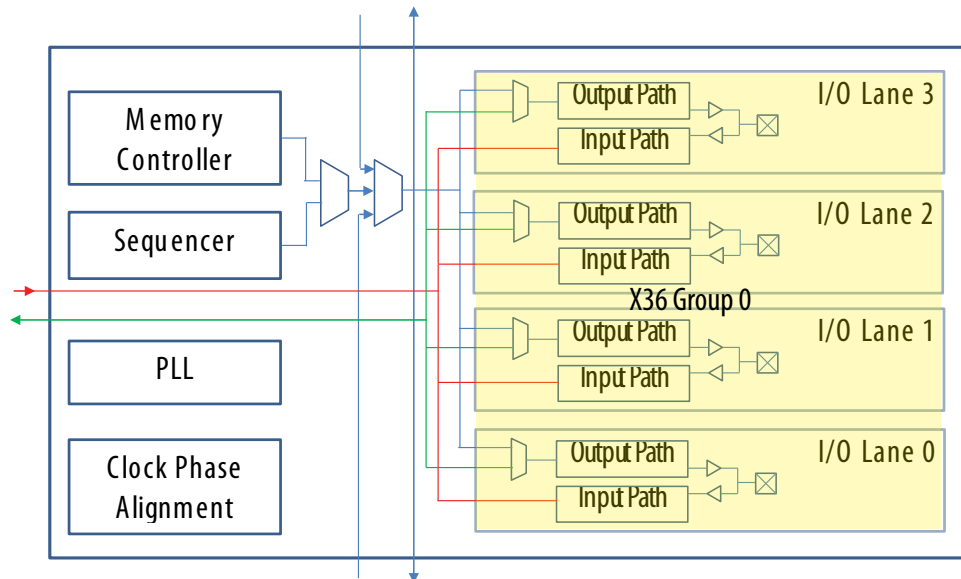 Memory
Controller
Sequencer
PLL
Clock Phase
Alignment
Output Path
Input Path
I/O Lane 3
Output Path
Input Path
I/O Lane 2
X36 Group 0
Output Path
Input Path
I/O Lane 1
Output Path
Input Path
I/O Lane 0